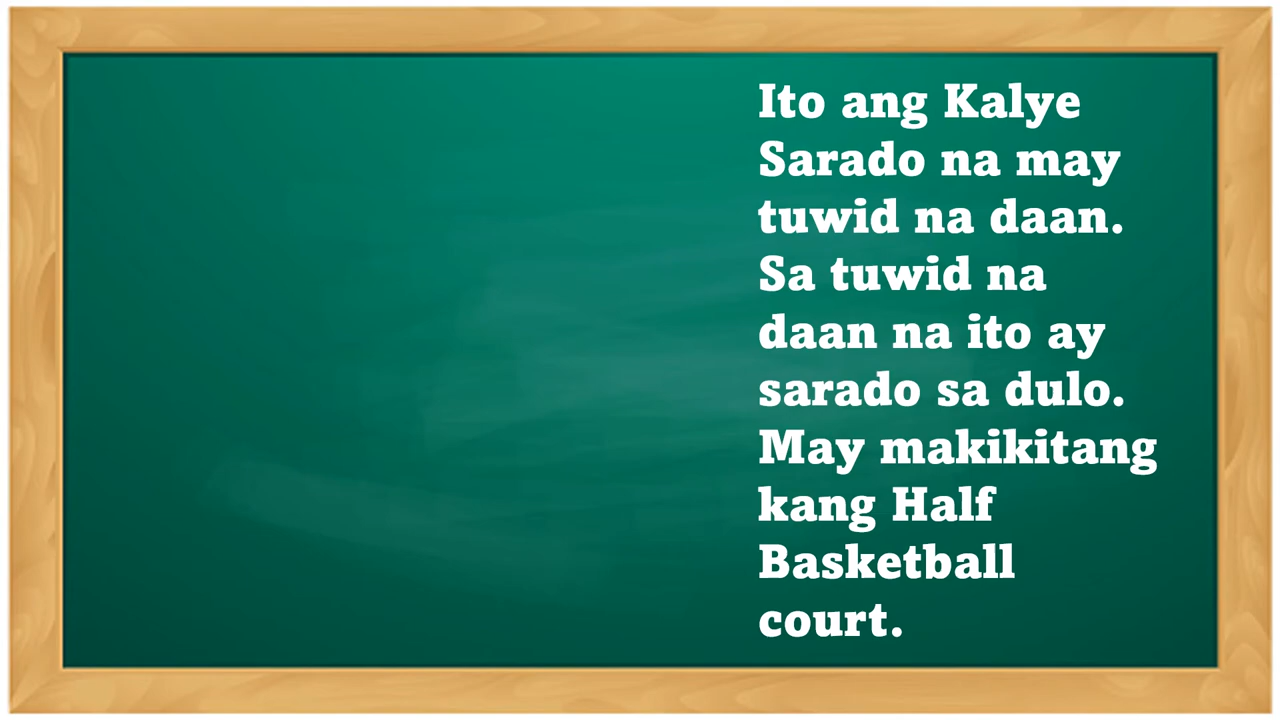 Ito ang Kalye
Sarado na may
tuwid na daan.
Sa tuwid na
daan na ito ay
sarado sa dulo.
May makikitang
kang Half
Basketball
court.